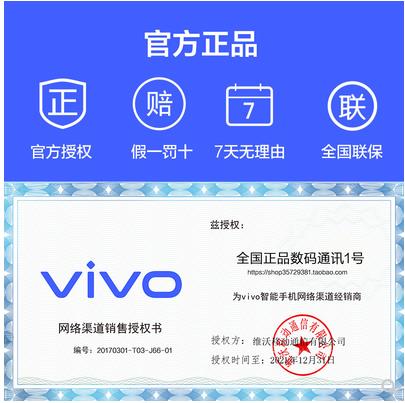 官方正品
正
赔
7
联
官方授权
假一罚十
7天无理由
全国联保
兹授权：
vivo
全国正品数码通讯1号
https://shop35729381.taobao.com
为vivo智能手机网络渠道经销商
网络渠道销售授权书
编号：20170301-T03-J66-01
授权方：维沃移动通信有限公司
授权时间至：2021年12月31日